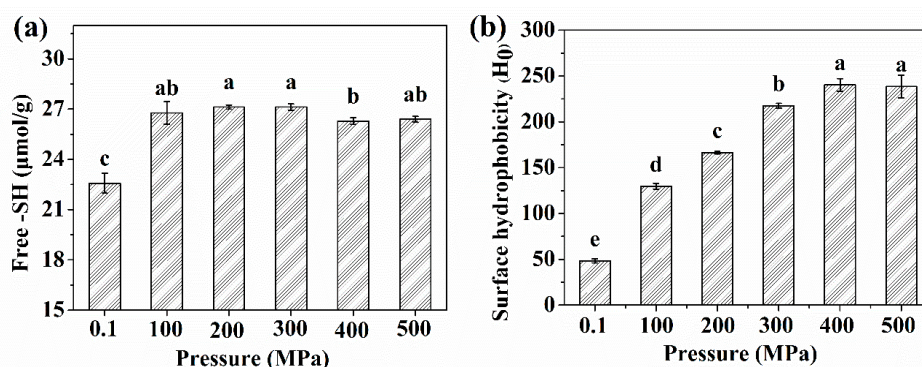 (a)
33
30
27
24
21
18
15
Free -SH (μmol/g)
c
ab
a
a
b
ab
0.1 100 200 300 400 500
Pressure (MPa)
(b)
300
250
200
150
100
50
0
Surface hydrophobicity (H0)
e
d
c
b
a
a
0.1 100 200 300 400 500
Pressure (MPa)